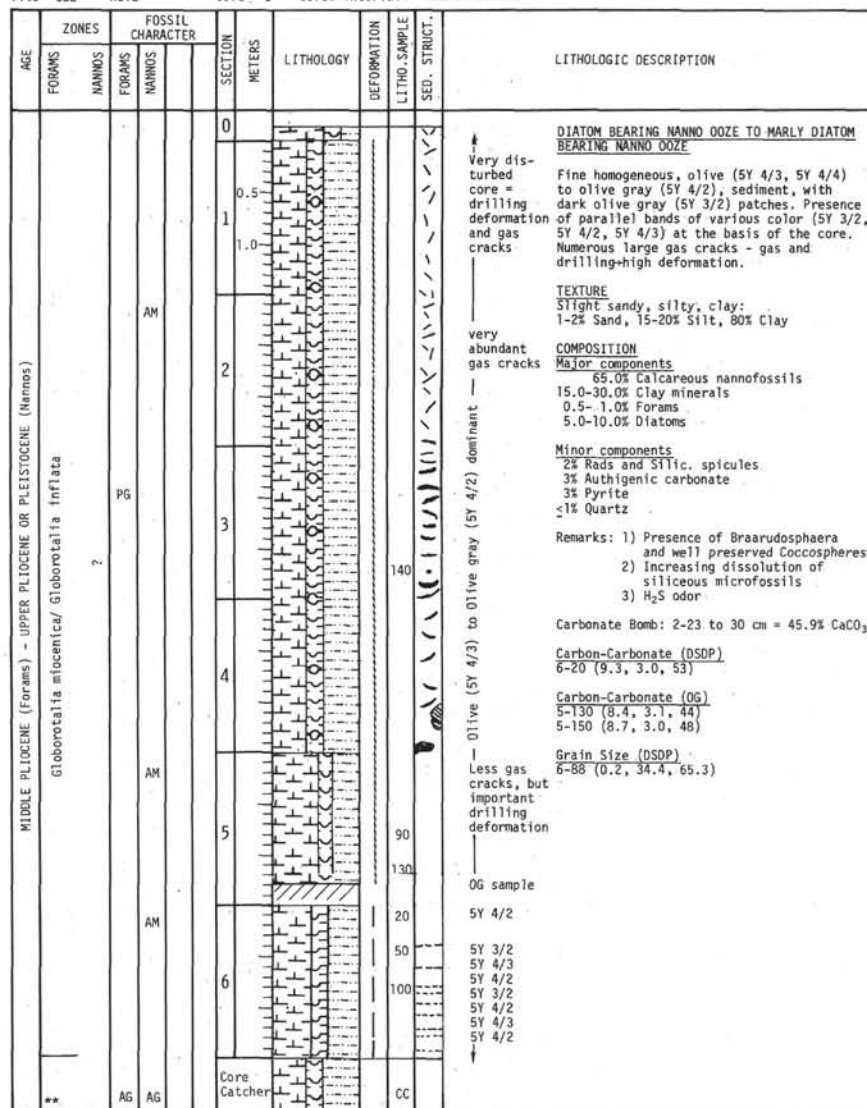 AGE
ZONES
FORAMS
NANNOS
FOSSIL
CHARACTER
FORAMS
NANNOS
SECTION
METERS
LITHOLOGY
DEFORMATION
LITHO.SAMPLE
SED. STRUCT.
LITHOLOGIC DESCRIPTION
MIDDLE PLIOCENE (Forams) - UPPER PLIOCENE OR PLEISTOCENE (Nannos)
Globorotalia miocenica/ Globorotalia inflata
**
?
PG
AG
AM
AM
AM
AG
0
1
2
3
4
5
6
Core
Catcher
0.5
1.0
140
90
130
20
50
100
CC
Very dis-
turbed
core =
drilling
deformation
and gas
cracks
very
abundant
gas cracks
Olive (5Y 4/3) to Olive gray (5Y 4/2) dominant
Less gas
cracks, but
important
drilling
deformation
OG sample
5Y 4/2
5Y 3/2
5Y 4/3
5Y 4/2
5Y 3/2
5Y 4/2
5Y 4/3
5Y 4/2
DIATOM BEARING NANNO OOZE TO MARLY DIATOM
BEARING NANNO OOZE
Fine homogeneous, olive (5Y 4/3, 5Y 4/4)
to olive gray (5Y 4/2), sediment, with
dark olive gray (5Y 3/2) patches. Presence
of parallel bands of various color (5Y 3/2,
5Y 4/2, 5Y 4/3) at the basis of the core.
Numerous large gas cracks - gas and
drilling→high deformation.
TEXTURE
Slight sandy, silty, clay:
1-2% Sand, 15-20% Silt, 80% Clay
COMPOSITION
Major components
65.0% Calcareous nannofossils
15.0-30.0% Clay minerals
0.5- 1.0% Forams
5.0-10.0% Diatoms
Minor components
2% Rads and Silic. spicules
3% Authigenic carbonate
3% Pyrite
<1% Quartz
Remarks: 1) Presence of Braarudosphaera
and well preserved Coccospheres
2) Increasing dissolution of
siliceous microfossils
3) H₂S odor
Carbonate Bomb: 2-23 to 30 cm = 45.9% CaCO₃
Carbon-Carbonate (DSDP)
6-20 (9.3, 3.0, 53)
Carbon-Carbonate (OG)
5-130 (8.4, 3.1, 44)
5-150 (8.7, 3.0, 48)
Grain Size (DSDP)
6-88 (0.2, 34.4, 65.3)